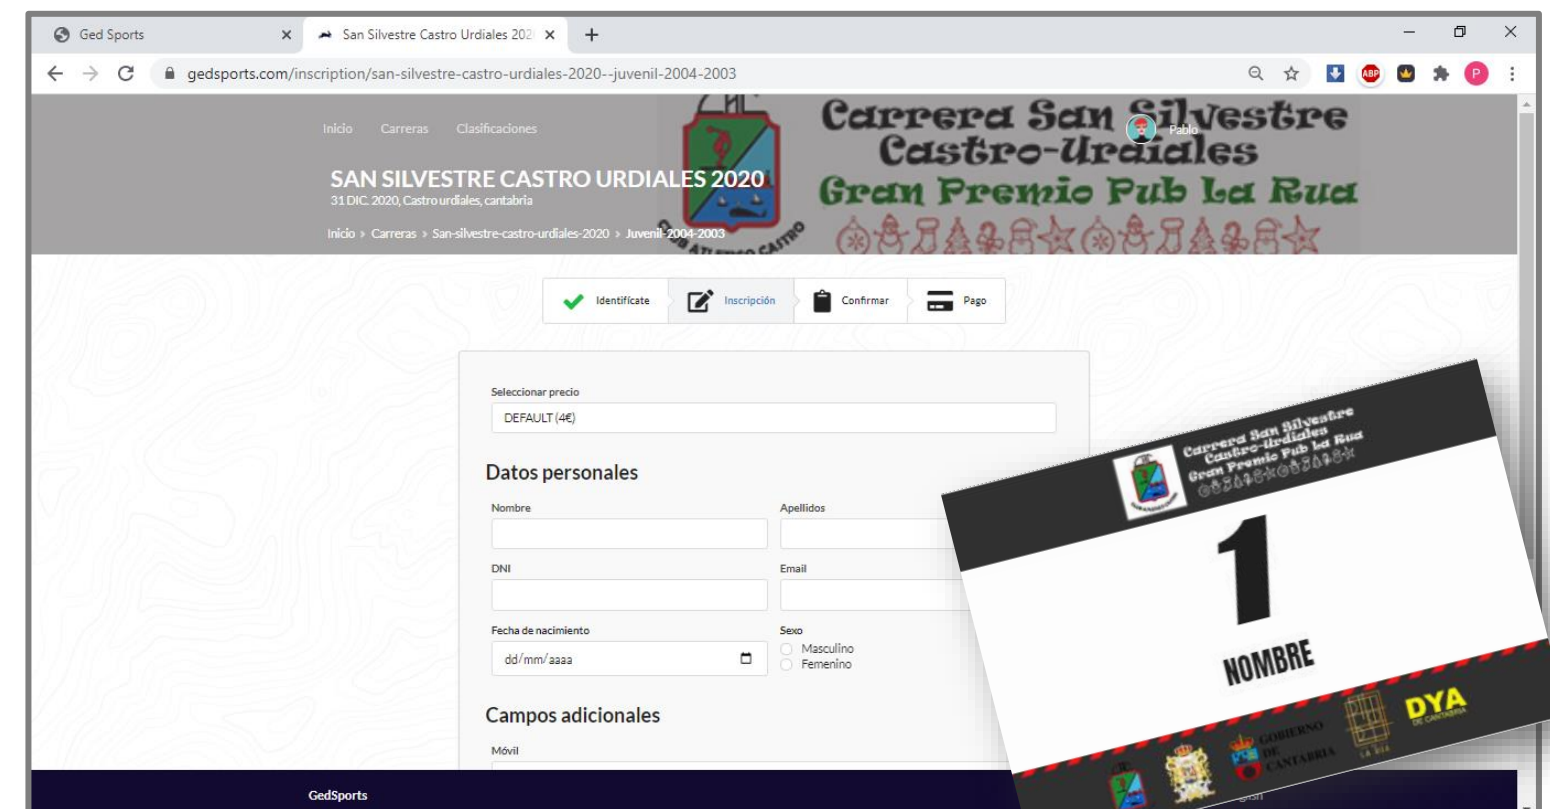 Ged Sports
San Silvestre Castro Urdiales 202
gedsports.com/inscription/san-silvestre-castro-urdiales-2020--juvenil-2004-2003
ABP
P
Inicio Carreras Clasificaciones
Pablo
Carrera San Silvestre
Castro-Urdiales
Gran Premio Pub La Rua
SAN SILVESTRE CASTRO URDIALES 2020
31 DIC. 2020, Castro urdiales, cantabria
Inicio > Carreras > San-silvestre-castro-urdiales-2020 > Juvenil-2004-2003
Identifícate
Inscripción
Confirmar
Pago
Seleccionar precio
DEFAULT (4€)
Datos personales
Nombre
Apellidos
DNI
Email
Fecha de nacimiento
Sexo
dd/mm/aaaa
Masculino
Femenino
Campos adicionales
Móvil
GedSports
Carrera San Silvestre
Castro-Urdiales
Gran Premio Pub La Rua
1
NOMBRE
GOBIERNO
DE
CANTABRIA
LA RUA
DYA
DE CANTABRIA